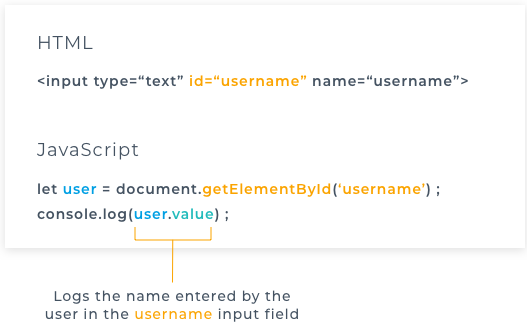 HTML
<input type=“text” id=“username” name=“username”>
JavaScript
let user = document.getElementById(‘username’) ;
console.log(user.value) ;
Logs the name entered by the
user in the username input field